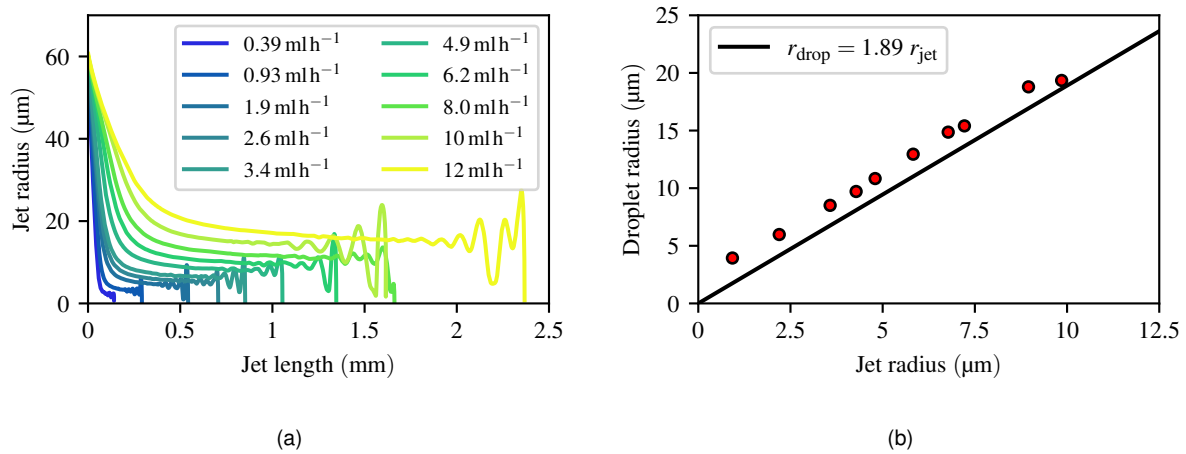 60
40
20
0
Jet radius (µm)
0.39 ml h⁻¹
0.93 ml h⁻¹
1.9 ml h⁻¹
2.6 ml h⁻¹
3.4 ml h⁻¹
4.9 ml h⁻¹
6.2 ml h⁻¹
8.0 ml h⁻¹
10 ml h⁻¹
12 ml h⁻¹
0 0.5 1 1.5 2 2.5
Jet length (mm)
(a)
25
20
15
10
5
0
Droplet radius (µm)
r_drop = 1.89 r_jet
0 2.5 5 7.5 10 12.5
Jet radius (µm)
(b)